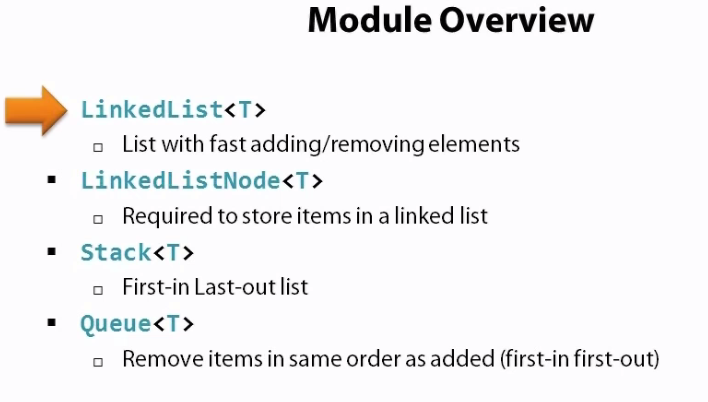 Module Overview
LinkedList<T>
List with fast adding/removing elements
LinkedListNode<T>
Required to store items in a linked list
Stack<T>
First-in Last-out list
Queue<T>
Remove items in same order as added (first-in first-out)